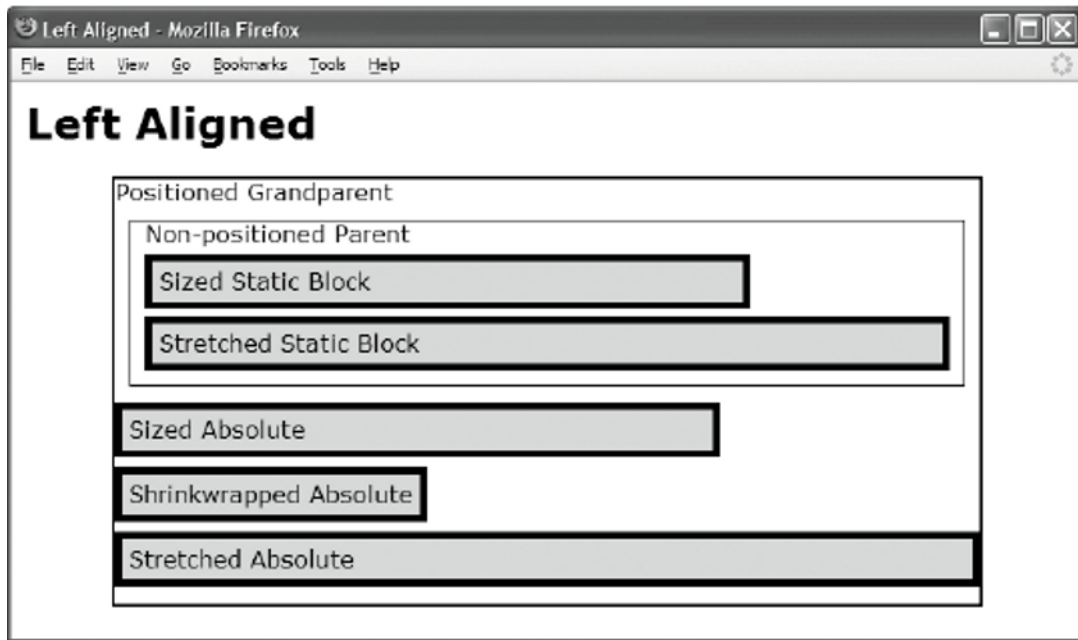 Left Aligned - Mozilla Firefox
File Edit View Go Bookmarks Tools Help
Left Aligned
Positioned Grandparent
Non-positioned Parent
Sized Static Block
Stretched Static Block
Sized Absolute
Shrinkwrapped Absolute
Stretched Absolute